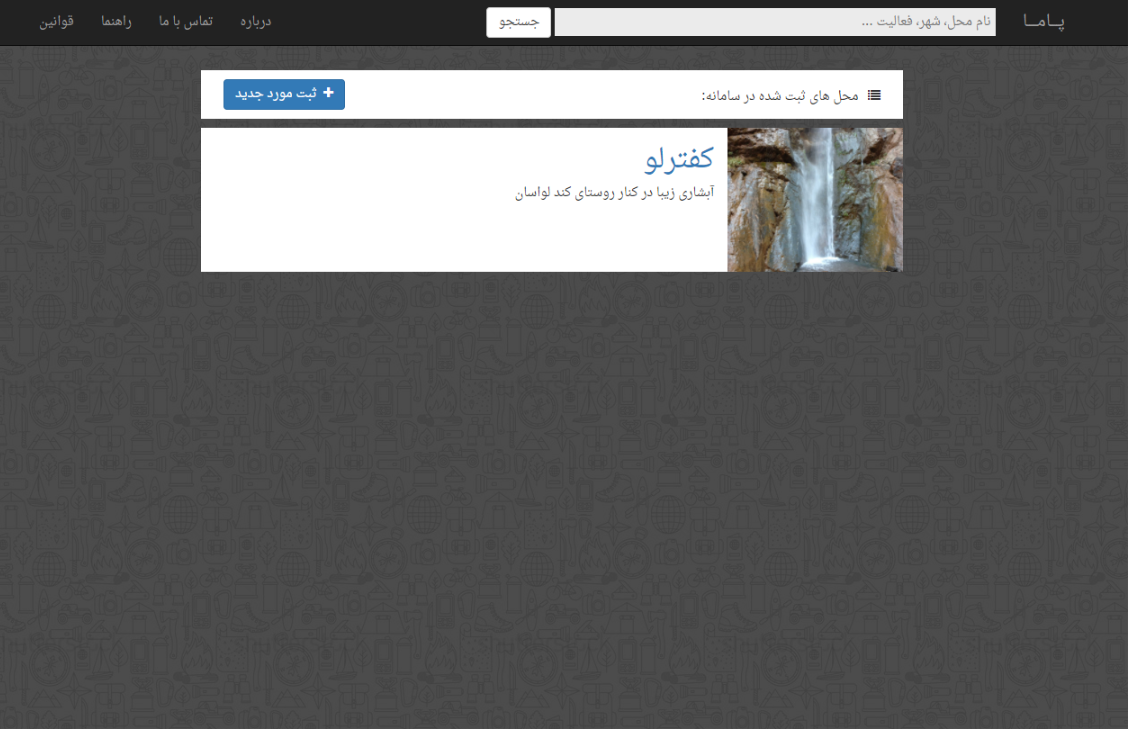 پــامــا
نام محل، شهر، فعالیت ...
جستجو
درباره
تماس با ما
راهنما
قوانین
محل های ثبت شده در سامانه:
ثبت مورد جدید
کفترلو
آبشاری زیبا در کنار روستای کند لواسان